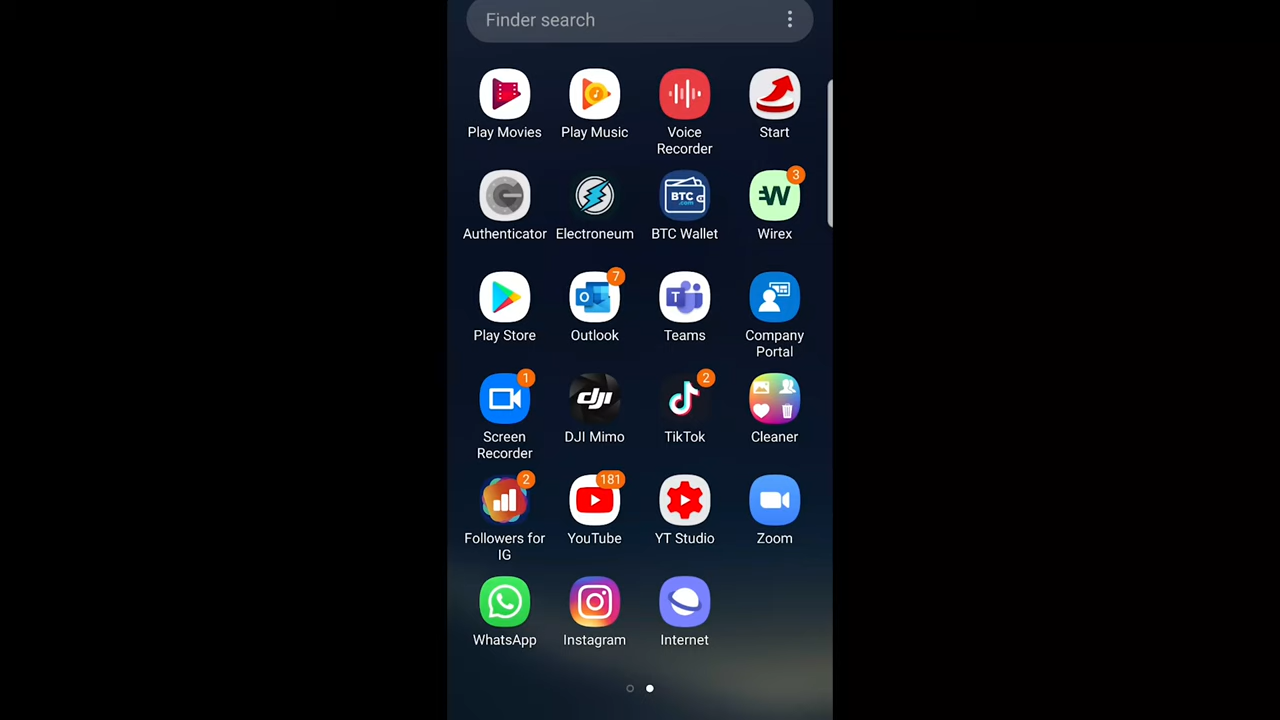 Finder search
Play Movies
Play Music
Voice
Recorder
Start
Authenticator
Electroneum
BTC
.com
BTC Wallet
3
W
Wirex
Play Store
7
O
Outlook
T
Teams
Company
Portal
1
Screen
Recorder
dji
DJI Mimo
2
TikTok
Cleaner
2
Followers for
IG
181
YouTube
YT Studio
Zoom
WhatsApp
Instagram
Internet